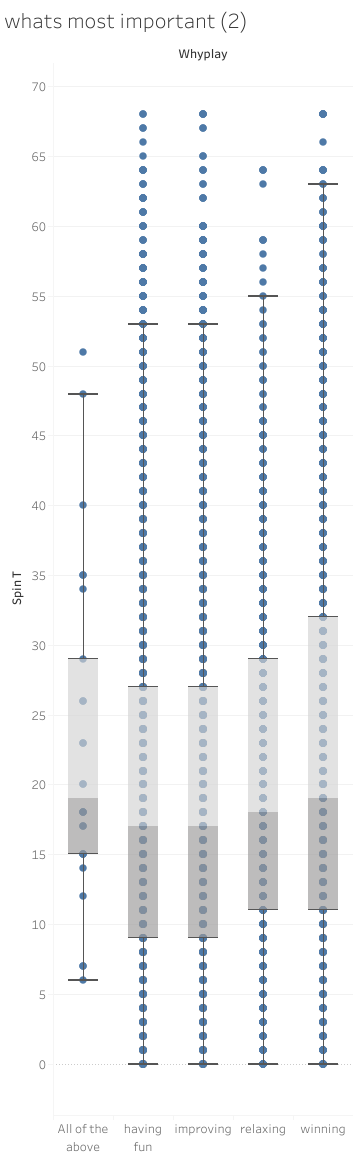 whats most important (2)
Whyplay
70
65
60
55
50
45
40
35
30
25
20
15
10
5
0
Spin T
All of the above
having fun
improving
relaxing
winning